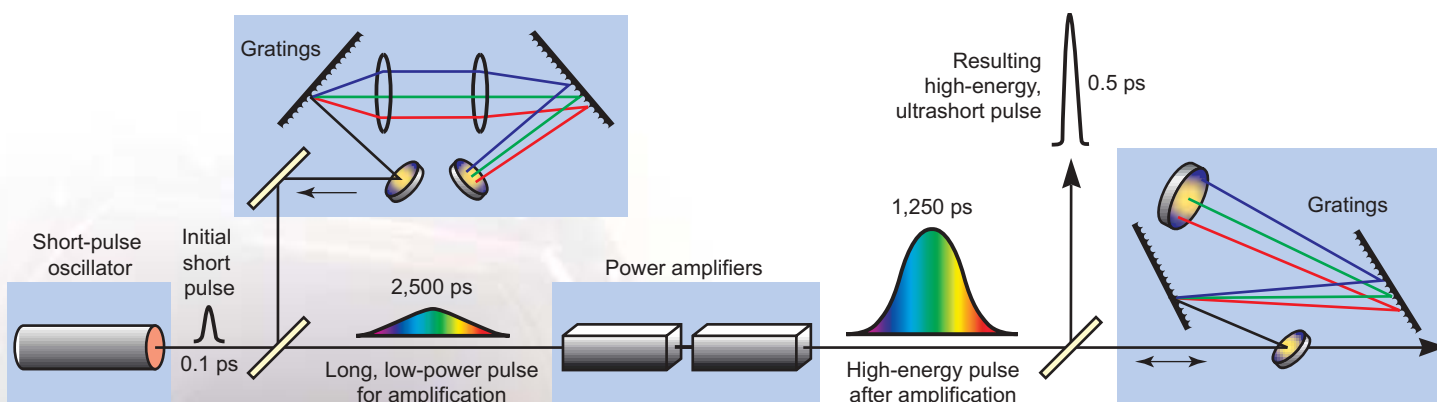 Gratings
Short-pulse
oscillator
Initial
short
pulse
0.1 ps
2,500 ps
Long, low-power pulse
for amplification
Power amplifiers
1,250 ps
High-energy pulse
after amplification
Resulting
high-energy,
ultrashort pulse
0.5 ps
Gratings